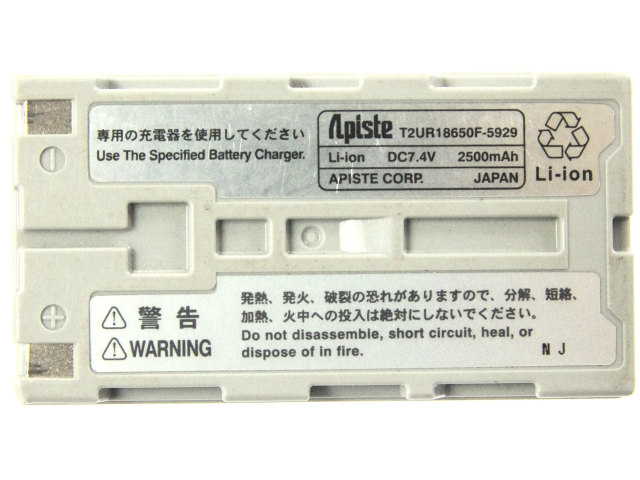 専用の充電器を使用してください
Use The Specified Battery Charger.
Apiste T2UR18650F-5929
Li-ion DC7.4V 2500mAh
APISTE CORP. JAPAN
Li-ion
警告
WARNING
発熱、発火、破裂の恐れがありますので、分解、短絡、
加熱、火中への投入は絶対にしないでください。
Do not disassemble, short circuit, heal, or
dispose of in fire.
N J